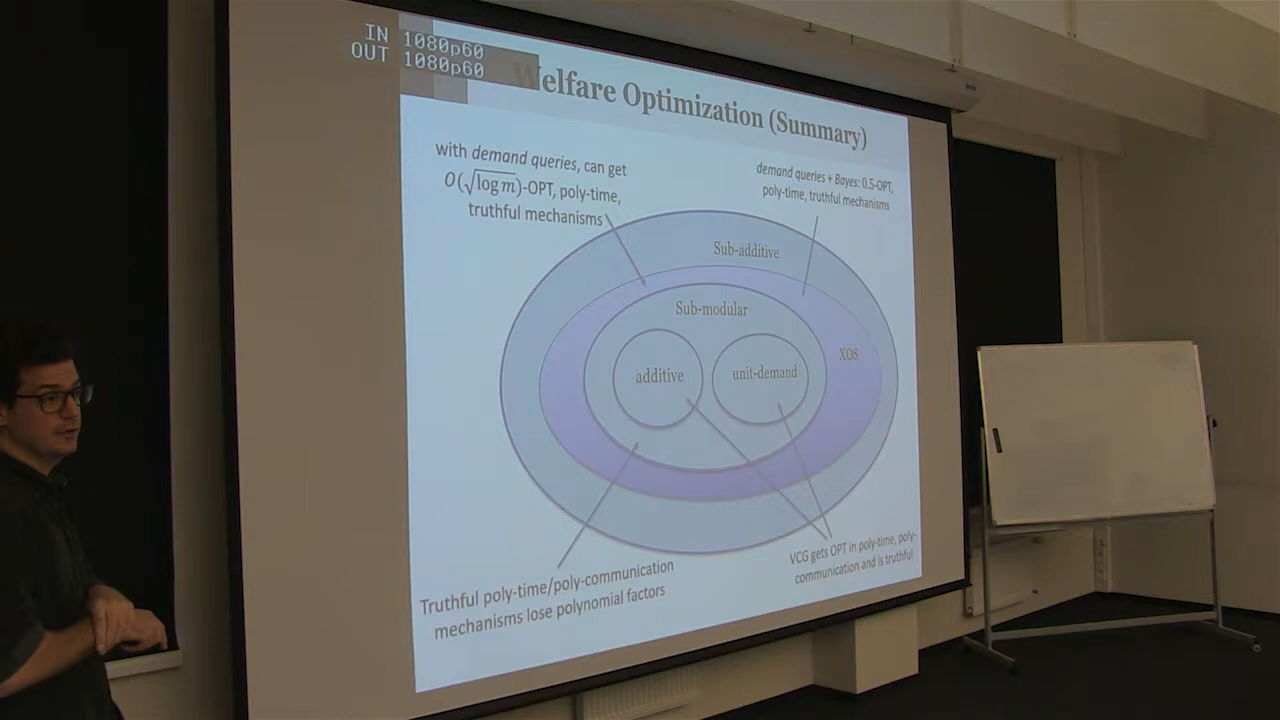 IN 1080p60
OUT 1080p60
Welfare Optimization (Summary)
with demand queries, can get
O(√log m)-OPT, poly-time,
truthful mechanisms
demand queries + Bayes: 0.5-OPT,
poly-time, truthful mechanisms
Sub-additive
Sub-modular
XOS
additive
unit-demand
VCG gets OPT in poly-time, poly-
communication and is truthful
Truthful poly-time/poly-communication
mechanisms lose polynomial factors